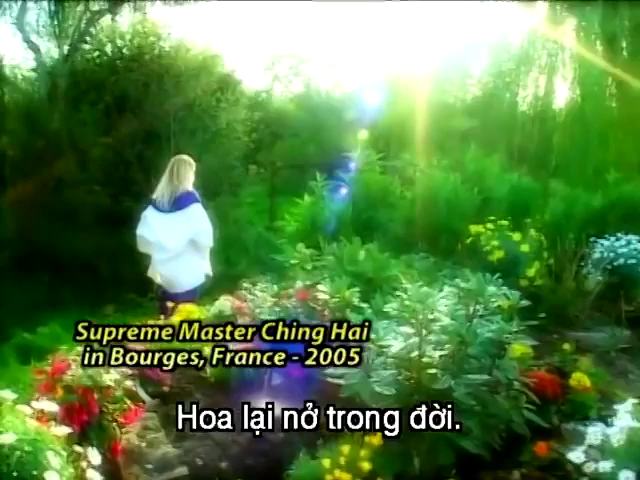 Supreme Master Ching Hai
in Bourges, France - 2005
Hoa lại nở trong đời.